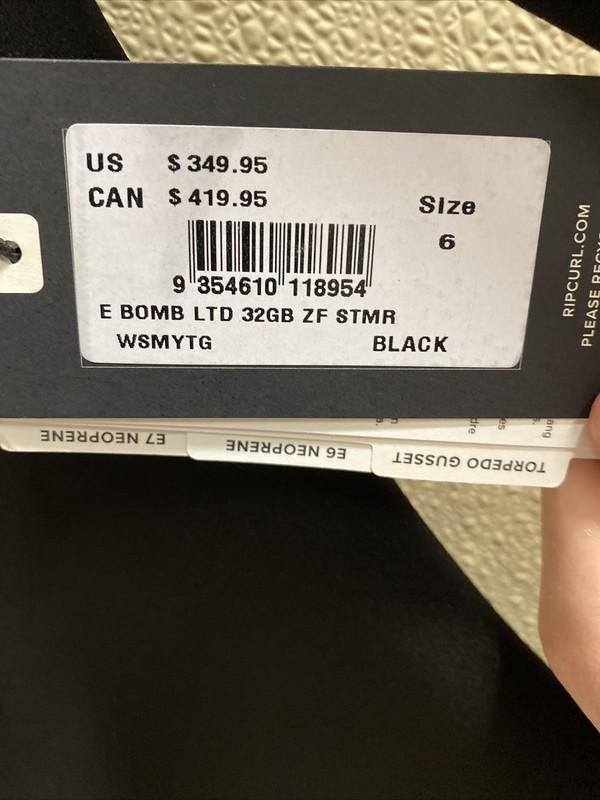 US $ 349.95
CAN $ 419.95
Size
6
9 354610 118954
E BOMB LTD 32GB ZF STMR
WSMYTG BLACK
RIPCURL.COM
PLEASE
E7 NEOPRENE
E6 NEOPRENE
TORPEDO GUSSET